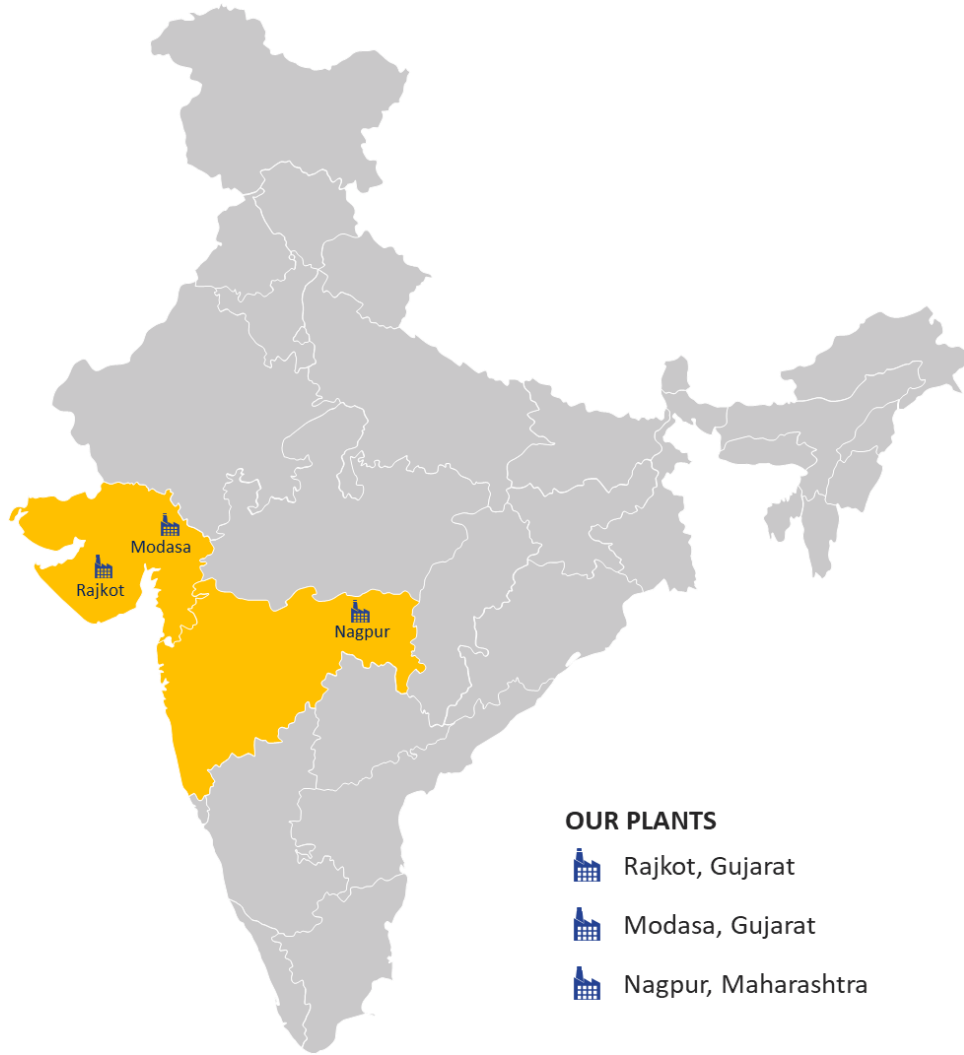 Modasa
Rajkot
Nagpur
OUR PLANTS
Rajkot, Gujarat
Modasa, Gujarat
Nagpur, Maharashtra